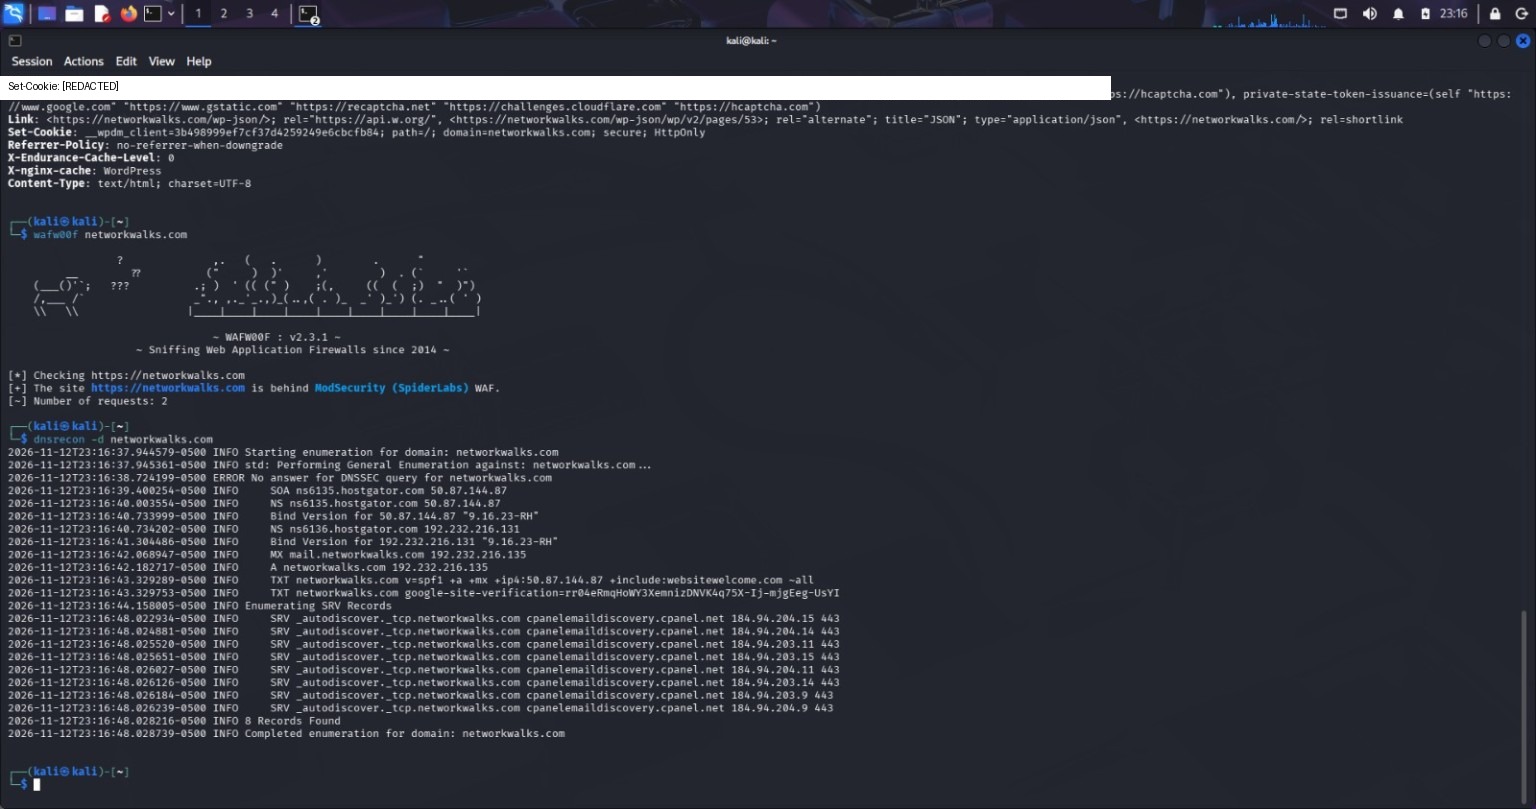 1 2 3 4 2 23:16
kali@kali: ~
Session Actions Edit View Help
Set-Cookie: [REDACTED]
ps://hcaptcha.com"), private-state-token-issuance=(self "https:
//www.google.com" "https://www.gstatic.com" "https://recaptcha.net" "https://challenges.cloudflare.com" "https://hcaptcha.com")
Link: <https://networkwalks.com/wp-json/>; rel="https://api.w.org/", <https://networkwalks.com/wp-json/wp/v2/pages/53>; rel="alternate"; title="JSON"; type="application/json", <https://networkwalks.com/>; rel=shortlink
Set-Cookie: __wpdm_client=3b498999ef7cf37d4259249e6cbcfb84; path=/; domain=networkwalks.com; secure; HttpOnly
Referrer-Policy: no-referrer-when-downgrade
X-Endurance-Cache-Level: 0
X-nginx-cache: WordPress
Content-Type: text/html; charset=UTF-8
┌──(kali㉿kali)-[~]
└─$ wafw00f networkwalks.com
~ WAFW00F : v2.3.1 ~
~ Sniffing Web Application Firewalls since 2014 ~
[*] Checking https://networkwalks.com
[+] The site https://networkwalks.com is behind ModSecurity (SpiderLabs) WAF.
[~] Number of requests: 2
┌──(kali㉿kali)-[~]
└─$ dnsrecon -d networkwalks.com
2026-11-12T23:16:37.944579-0500 INFO Starting enumeration for domain: networkwalks.com
2026-11-12T23:16:37.945361-0500 INFO std: Performing General Enumeration against: networkwalks.com...
2026-11-12T23:16:38.724199-0500 ERROR No answer for DNSSEC query for networkwalks.com
2026-11-12T23:16:39.400254-0500 INFO SOA ns6135.hostgator.com 50.87.144.87
2026-11-12T23:16:40.003554-0500 INFO NS ns6135.hostgator.com 50.87.144.87
2026-11-12T23:16:40.733999-0500 INFO Bind Version for 50.87.144.87 "9.16.23-RH"
2026-11-12T23:16:40.734202-0500 INFO NS ns6136.hostgator.com 192.232.216.131
2026-11-12T23:16:41.304486-0500 INFO Bind Version for 192.232.216.131 "9.16.23-RH"
2026-11-12T23:16:42.068947-0500 INFO MX mail.networkwalks.com 192.232.216.135
2026-11-12T23:16:42.182717-0500 INFO A networkwalks.com 192.232.216.135
2026-11-12T23:16:43.329289-0500 INFO TXT networkwalks.com v=spf1 +a +mx +ip4:50.87.144.87 +include:websitewelcome.com ~all
2026-11-12T23:16:43.329753-0500 INFO TXT networkwalks.com google-site-verification=rr04eRmqHoWY3XemnizDNVK4q75X-Ij-mjgEeg-UsYI
2026-11-12T23:16:44.158005-0500 INFO Enumerating SRV Records
2026-11-12T23:16:48.022934-0500 INFO SRV _autodiscover._tcp.networkwalks.com cpanelemaildiscovery.cpanel.net 184.94.204.15 443
2026-11-12T23:16:48.024881-0500 INFO SRV _autodiscover._tcp.networkwalks.com cpanelemaildiscovery.cpanel.net 184.94.204.14 443
2026-11-12T23:16:48.025520-0500 INFO SRV _autodiscover._tcp.networkwalks.com cpanelemaildiscovery.cpanel.net 184.94.203.11 443
2026-11-12T23:16:48.025651-0500 INFO SRV _autodiscover._tcp.networkwalks.com cpanelemaildiscovery.cpanel.net 184.94.203.15 443
2026-11-12T23:16:48.026027-0500 INFO SRV _autodiscover._tcp.networkwalks.com cpanelemaildiscovery.cpanel.net 184.94.204.11 443
2026-11-12T23:16:48.026126-0500 INFO SRV _autodiscover._tcp.networkwalks.com cpanelemaildiscovery.cpanel.net 184.94.203.14 443
2026-11-12T23:16:48.026184-0500 INFO SRV _autodiscover._tcp.networkwalks.com cpanelemaildiscovery.cpanel.net 184.94.203.9 443
2026-11-12T23:16:48.026239-0500 INFO SRV _autodiscover._tcp.networkwalks.com cpanelemaildiscovery.cpanel.net 184.94.204.9 443
2026-11-12T23:16:48.028216-0500 INFO 8 Records Found
2026-11-12T23:16:48.028739-0500 INFO Completed enumeration for domain: networkwalks.com
┌──(kali㉿kali)-[~]
└─$